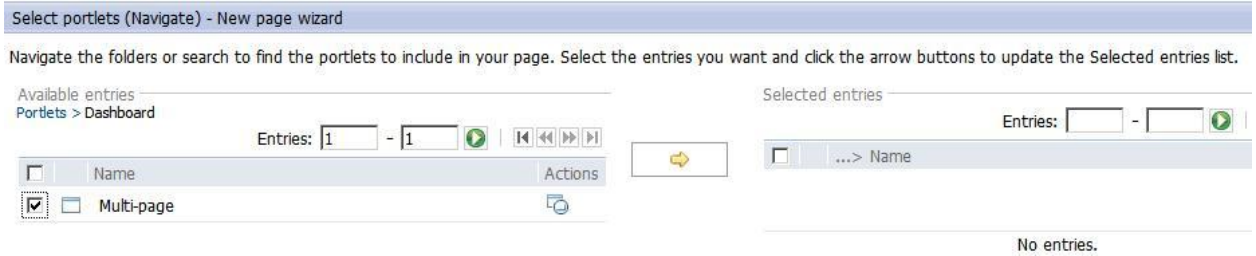 Select portlets (Navigate) - New page wizard
Navigate the folders or search to find the portlets to include in your page. Select the entries you want and click the arrow buttons to update the Selected entries list.
Available entries
Portlets > Dashboard
Entries: 1 - 1
Name Actions
Multi-page
Selected entries
Entries: -
...> Name
No entries.